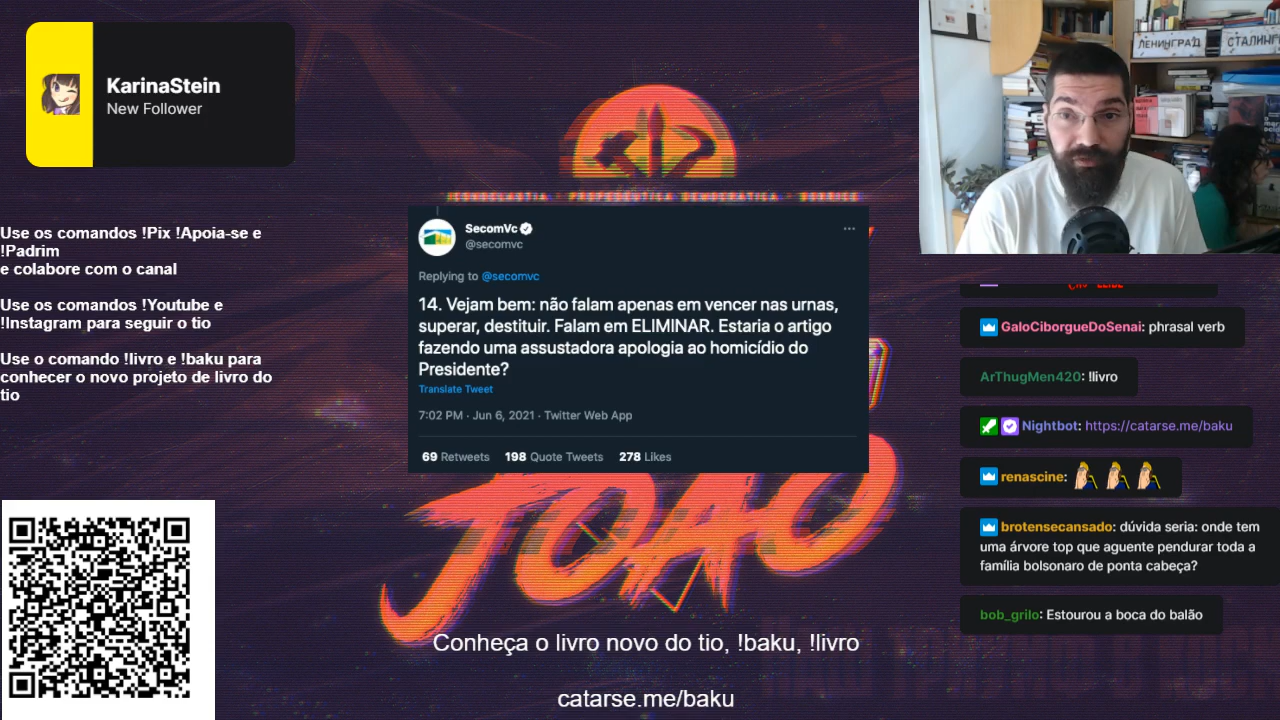 KarinaStein
New Follower
Use os comandos !Pix !Apoia-se e
!Padrim
e colabore com o canal
Use os comandos !Youtube e
!Instagram para seguir o tio
Use o comando !livro e !baku para
conhecer o novo projeto de livro do
tio
SecomVc
@secomvc
Replying to @secomvc
14. Vejam bem: não falam apenas em vencer nas urnas,
superar, destituir. Falam em ELIMINAR. Estaria o artigo
fazendo uma assustadora apologia ao homicídio do
Presidente?
Translate Tweet
7:02 PM · Jun 6, 2021 · Twitter Web App
69 Retweets 198 Quote Tweets 278 Likes
JOAO
Conheça o livro novo do tio, !baku, !livro
catarse.me/baku
ЛЕНИНГРАД
СТАЛИНГ
GaloCiborgueDoSenai: phrasal verb
ArThugMen420: !livro
Nightbot: https://catarse.me/baku
renascine:
brotensecansado: dúvida seria: onde tem
uma árvore top que aguente pendurar toda a
família bolsonaro de ponta cabeça?
bob_grilo: Estourou a boca do balão